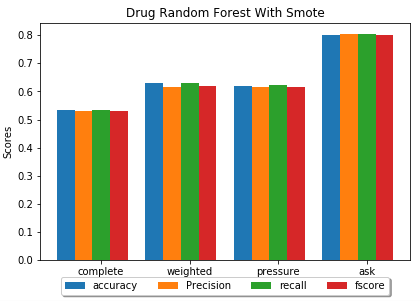 Drug Random Forest With Smote
Scores
0.8
0.7
0.6
0.5
0.4
0.3
0.2
0.1
0.0
complete weighted pressure ask
accuracy Precision recall fscore